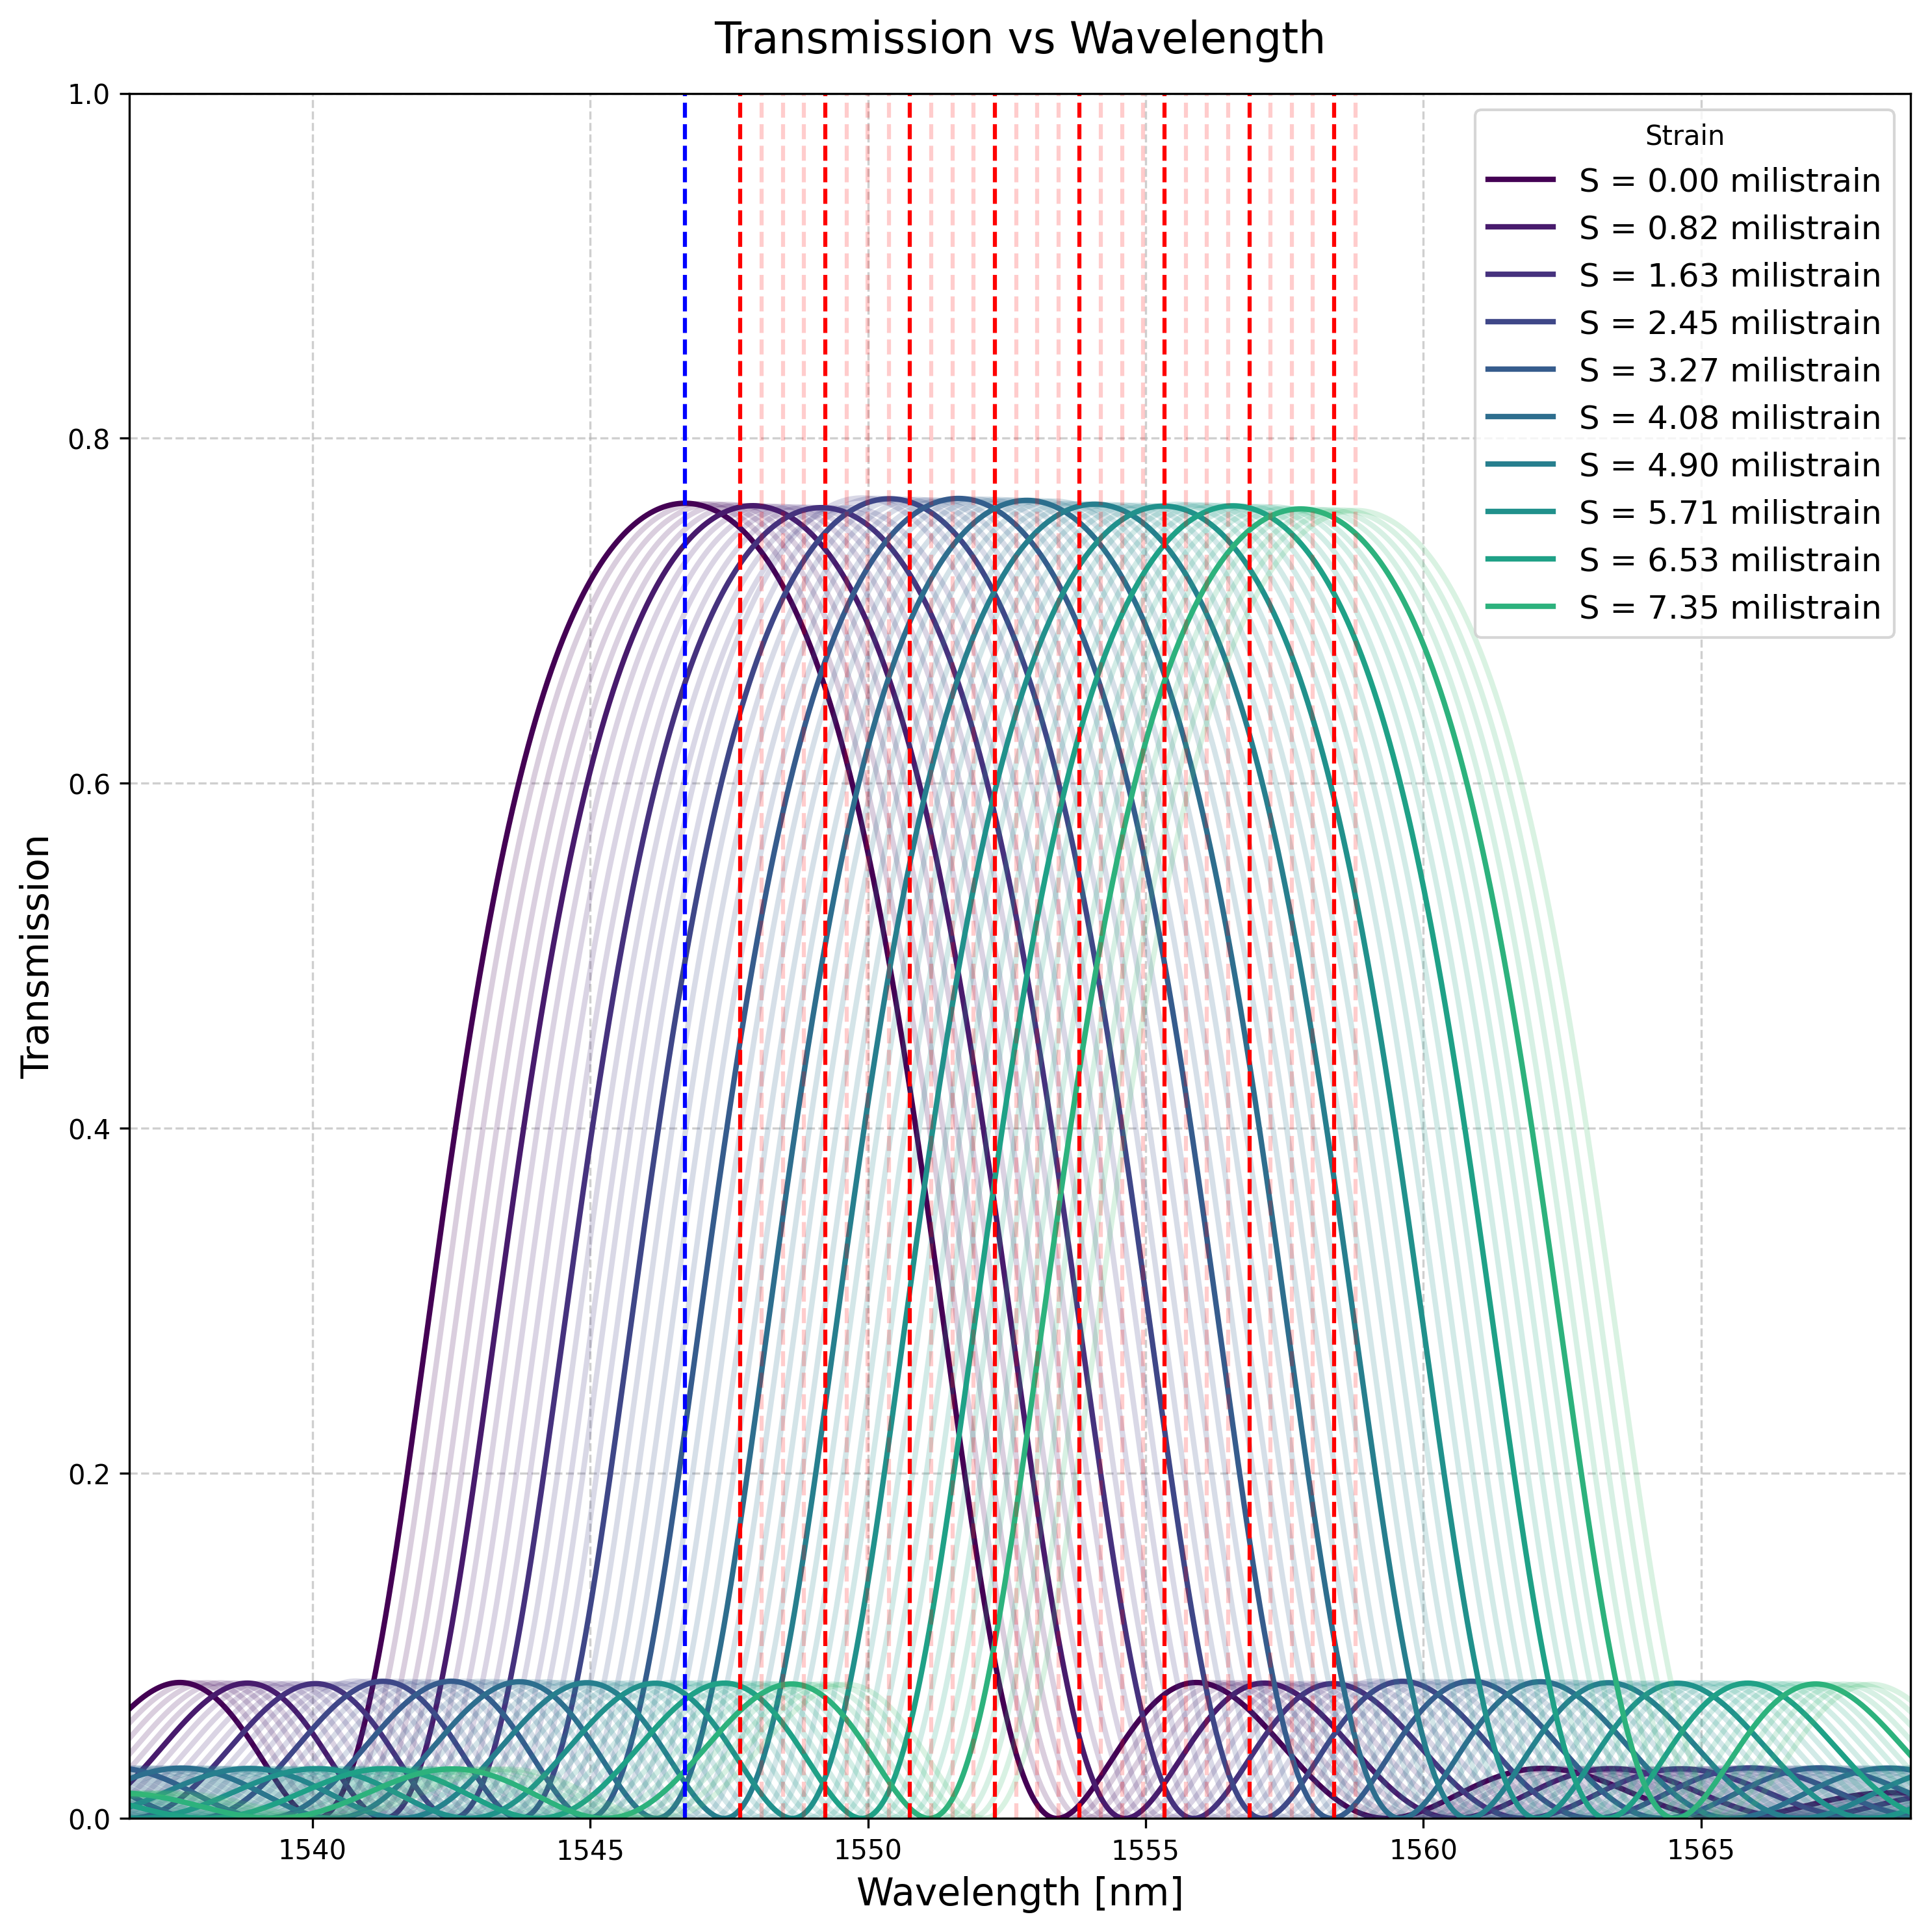 Transmission vs Wavelength
1.0
0.8
0.6
0.4
0.2
0.0
Transmission
1540
1545
1550
1555
1560
1565
Wavelength [nm]
Strain
S = 0.00 milistrain
S = 0.82 milistrain
S = 1.63 milistrain
S = 2.45 milistrain
S = 3.27 milistrain
S = 4.08 milistrain
S = 4.90 milistrain
S = 5.71 milistrain
S = 6.53 milistrain
S = 7.35 milistrain